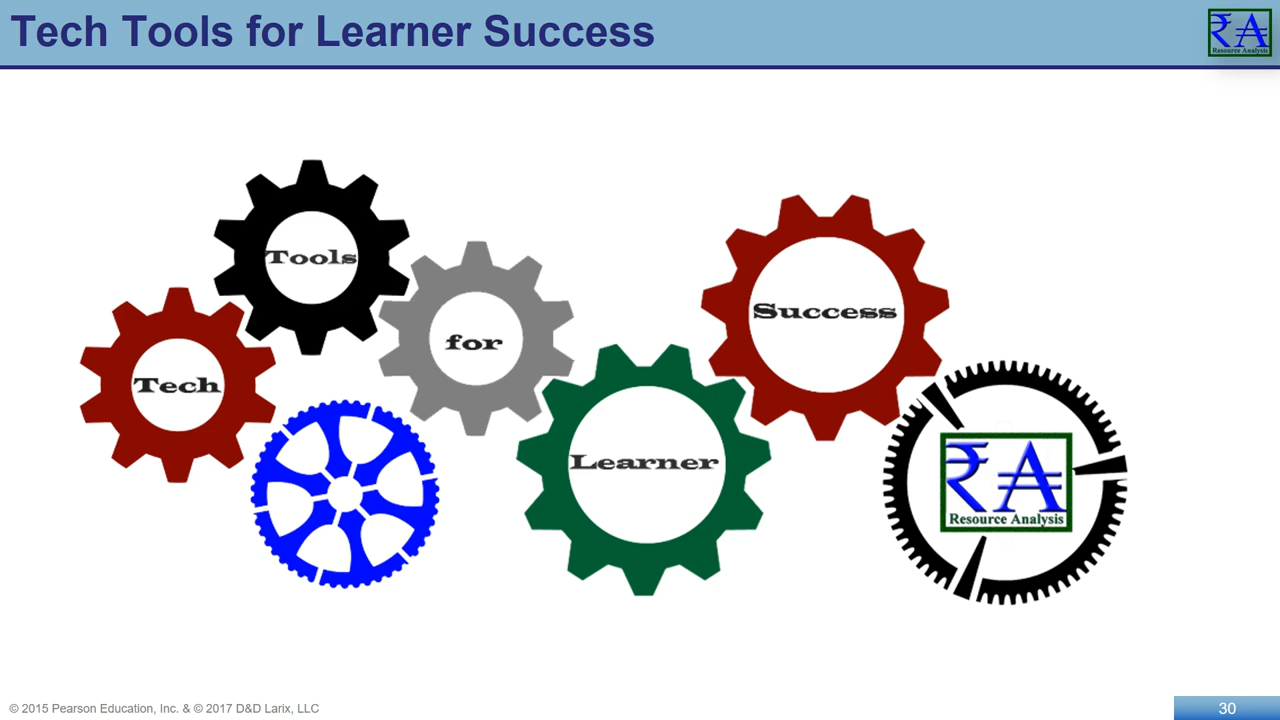 Tech Tools for Learner Success
₹A
Resource Analysis
Tools
Tech
for
Learner
Success
₹A
Resource Analysis
© 2015 Pearson Education, Inc. & © 2017 D&D Larix, LLC
30